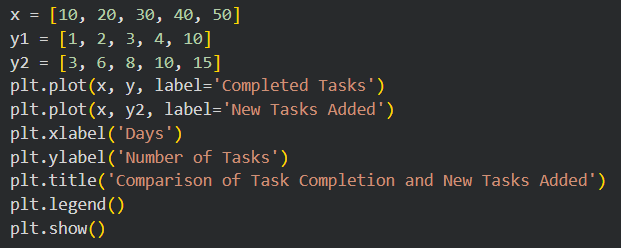 x = [10, 20, 30, 40, 50]
y1 = [1, 2, 3, 4, 10]
y2 = [3, 6, 8, 10, 15]
plt.plot(x, y, label='Completed Tasks')
plt.plot(x, y2, label='New Tasks Added')
plt.xlabel('Days')
plt.ylabel('Number of Tasks')
plt.title('Comparison of Task Completion and New Tasks Added')
plt.legend()
plt.show()